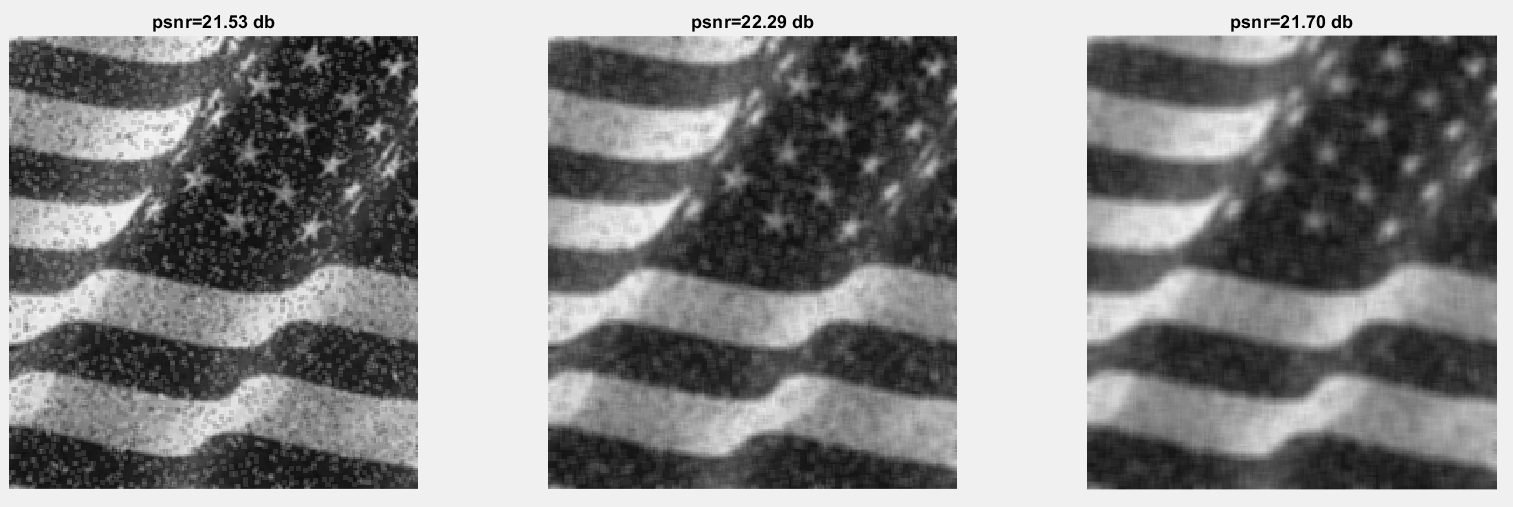 psnr=21.53 db
psnr=22.29 db
psnr=21.70 db